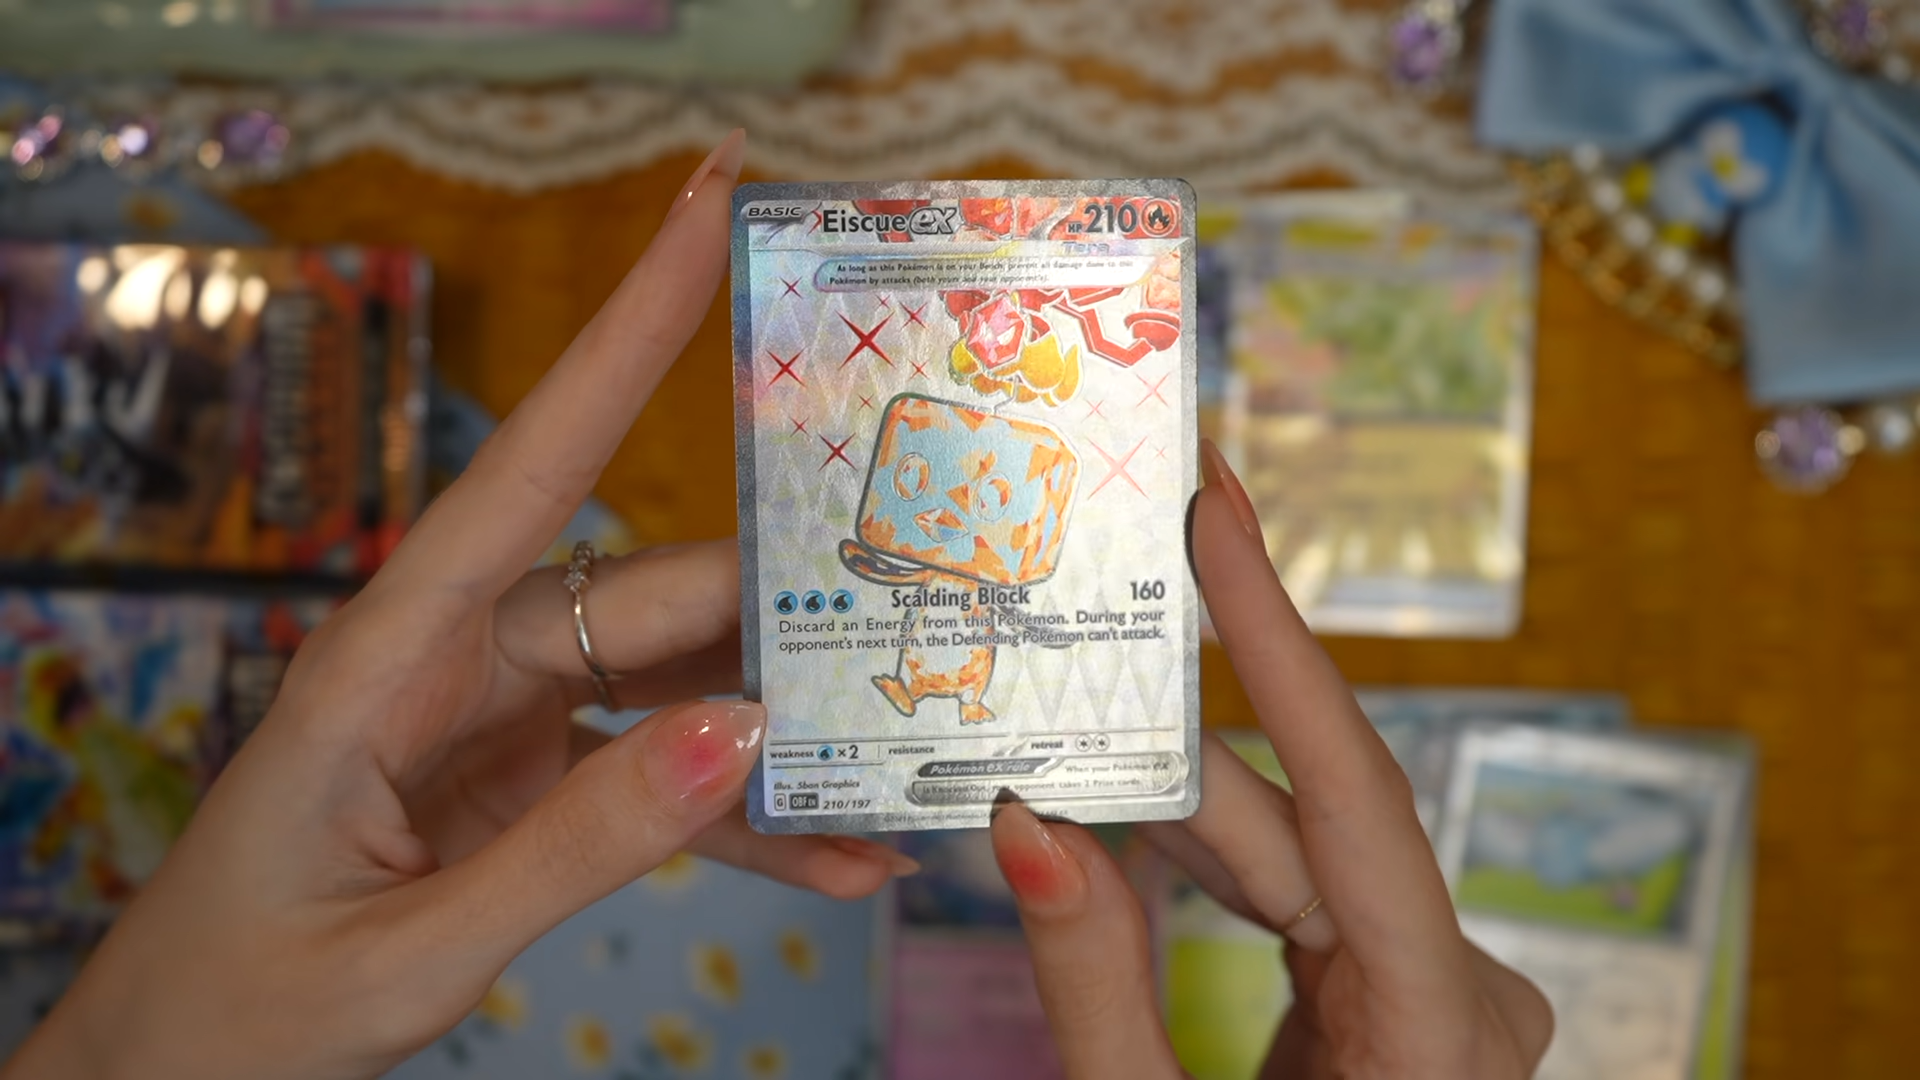 BASIC Eiscue ex HP 210
Tera
As long as this Pokémon is on your Bench, prevent all damage done to this
Pokémon by attacks (both yours and your opponent's).
Scalding Block 160
Discard an Energy from this Pokémon. During your
opponent's next turn, the Defending Pokémon can't attack.
weakness ×2 resistance retreat
Pokémon ex rule When your Pokémon ex
is Knocked Out, your opponent takes 2 Prize cards.
Illus. 5ban Graphics
G OBF EN 210/197